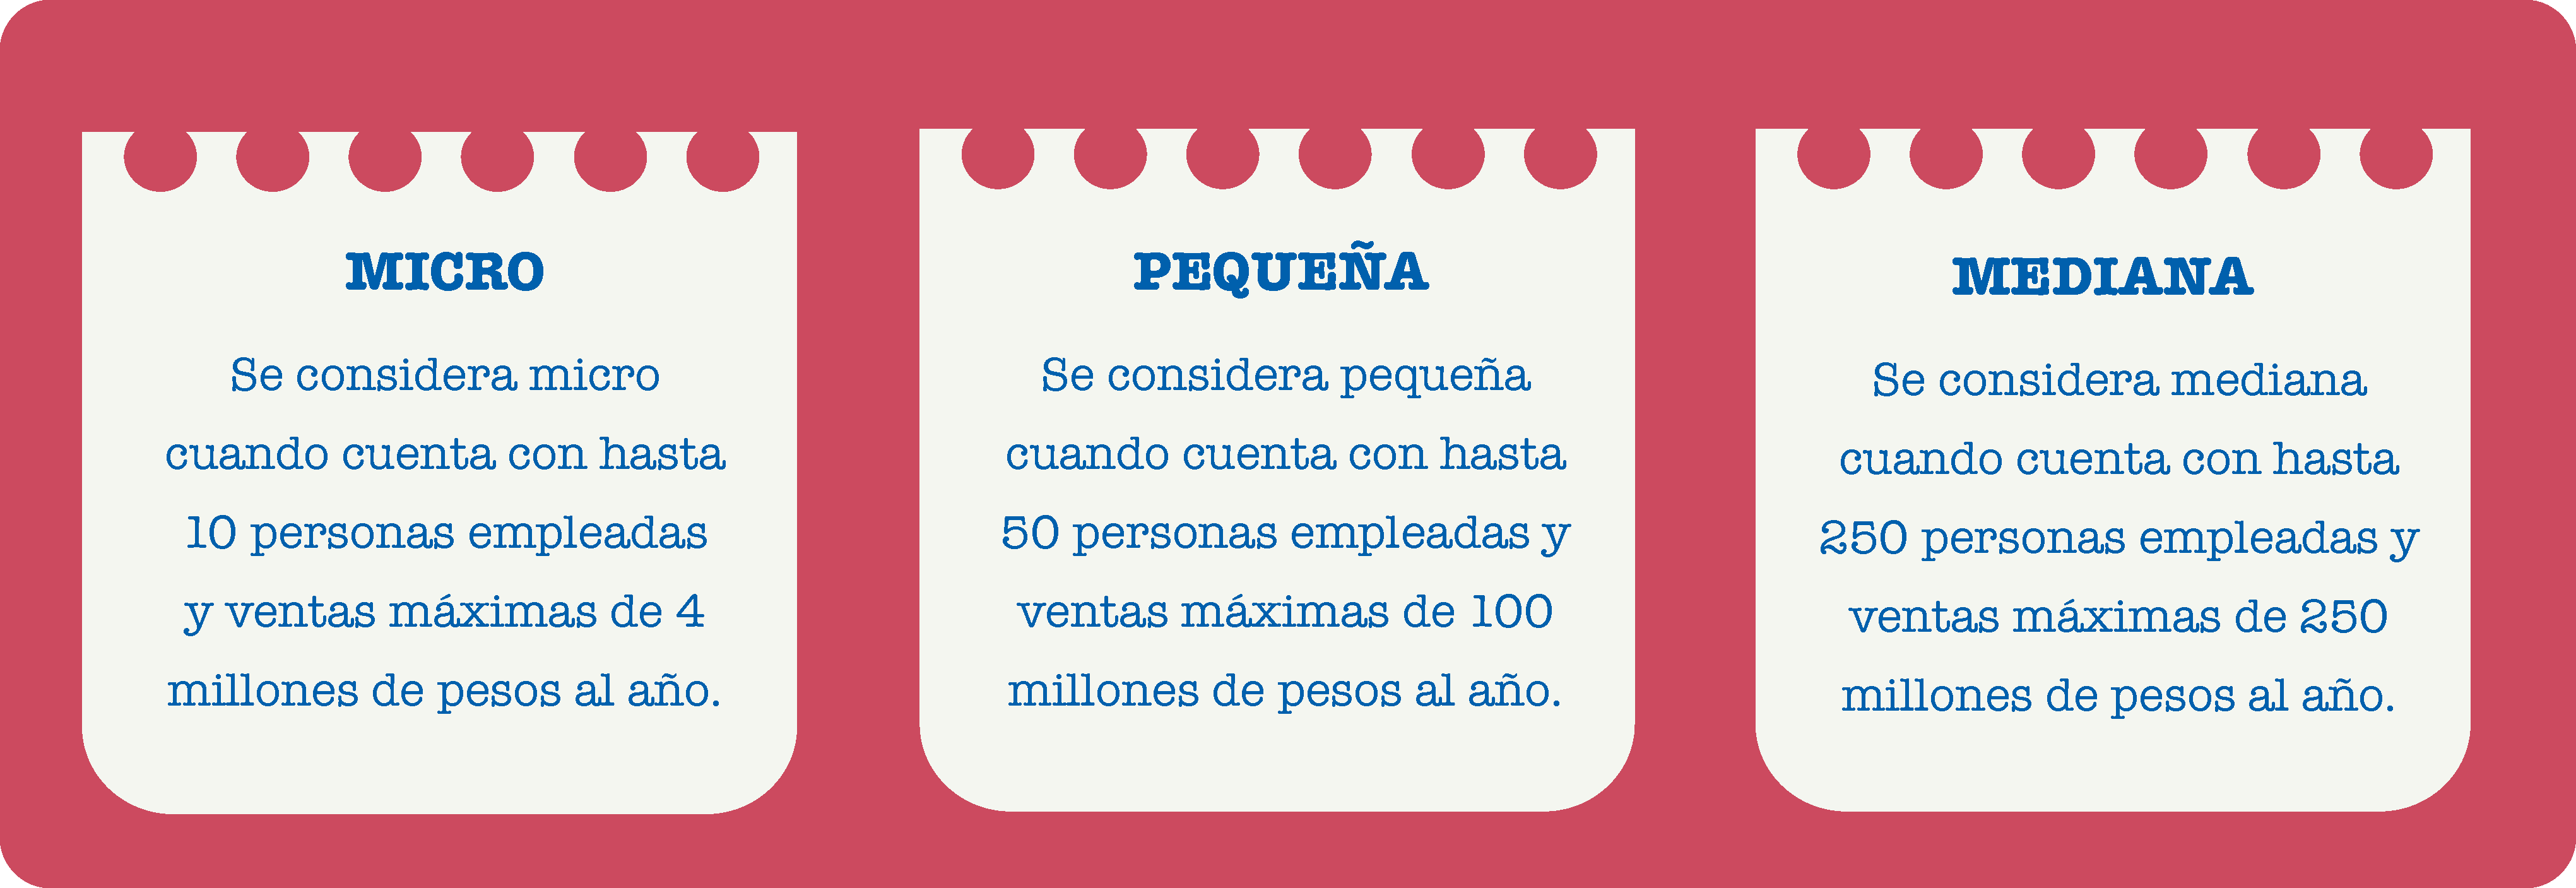 MICRO
Se considera micro
cuando cuenta con hasta
10 personas empleadas
y ventas máximas de 4
millones de pesos al año.
PEQUEÑA
Se considera pequeña
cuando cuenta con hasta
50 personas empleadas y
ventas máximas de 100
millones de pesos al año.
MEDIANA
Se considera mediana
cuando cuenta con hasta
250 personas empleadas y
ventas máximas de 250
millones de pesos al año.